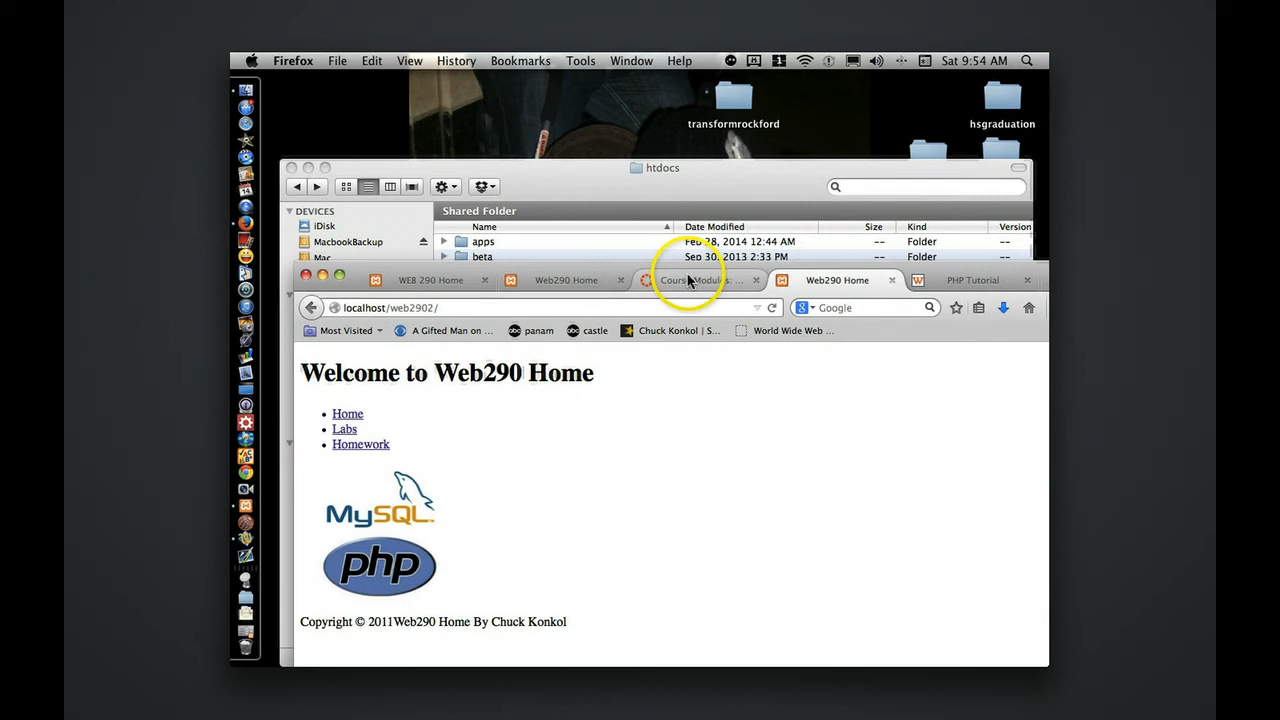 Firefox File Edit View History Bookmarks Tools Window Help Sat 9:54 AM
transformrockford
hsgraduation
htdocs
DEVICES
iDisk
MacbookBackup
Mac
Shared Folder
Name Date Modified Size Kind Version
apps Feb 28, 2014 12:44 AM -- Folder
beta Sep 30, 2013 2:33 PM -- Folder
WEB 290 Home
Web290 Home
Course Modules: ...
Web290 Home
PHP Tutorial
localhost/web2902/
Google
Most Visited
A Gifted Man on ...
abc panam
abc castle
Chuck Konkol | S...
World Wide Web ...
Welcome to Web290 Home
Home
Labs
Homework
MySQL
php
Copyright © 2011Web290 Home By Chuck Konkol